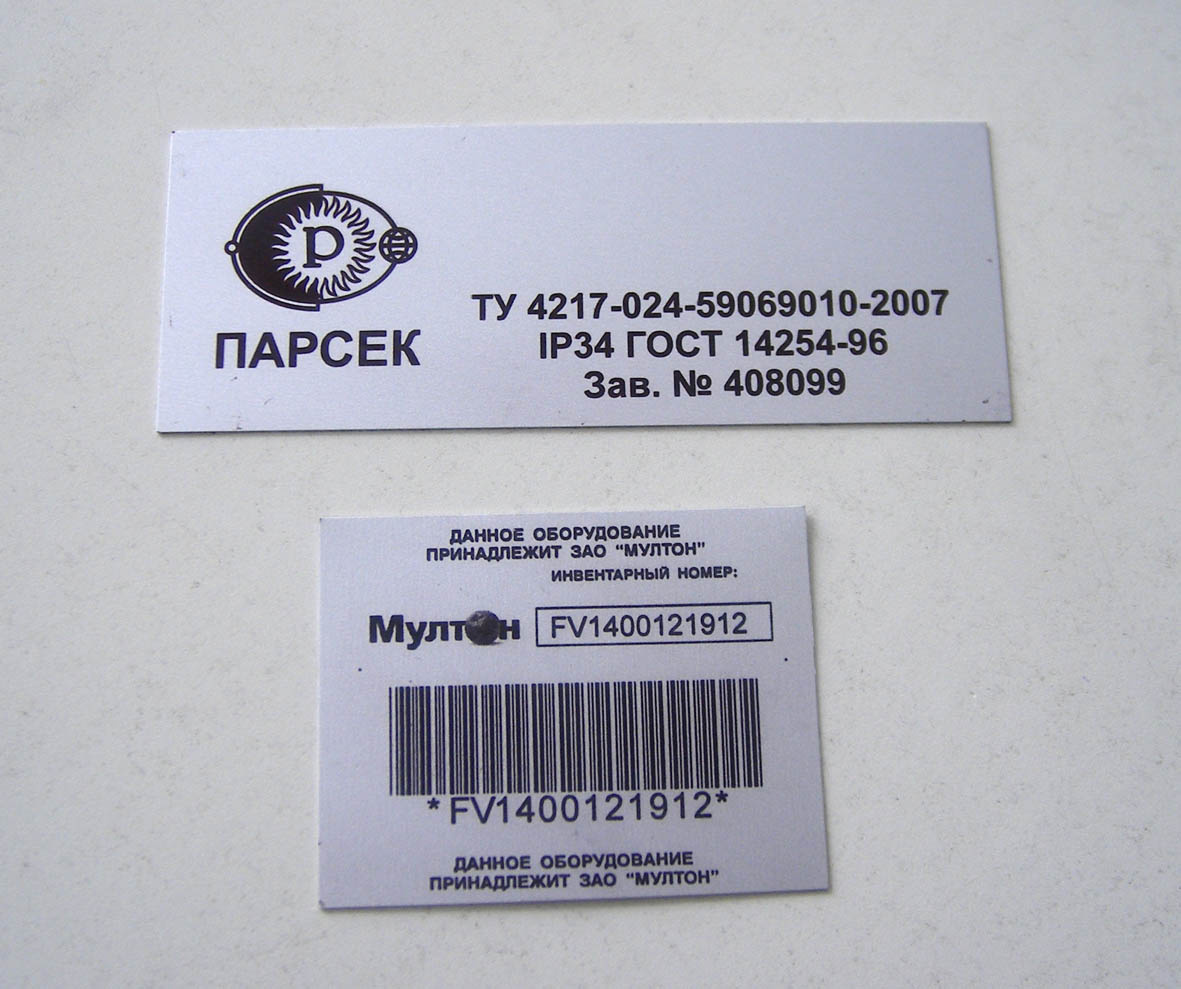 p
ПАРСЕК
ТУ 4217-024-59069010-2007
IP34 ГОСТ 14254-96
Зав. № 408099
ДАННОЕ ОБОРУДОВАНИЕ
ПРИНАДЛЕЖИТ ЗАО “МУЛТОН”
ИНВЕНТАРНЫЙ НОМЕР:
Мултон FV1400121912
*FV1400121912*
ДАННОЕ ОБОРУДОВАНИЕ
ПРИНАДЛЕЖИТ ЗАО “МУЛТОН”